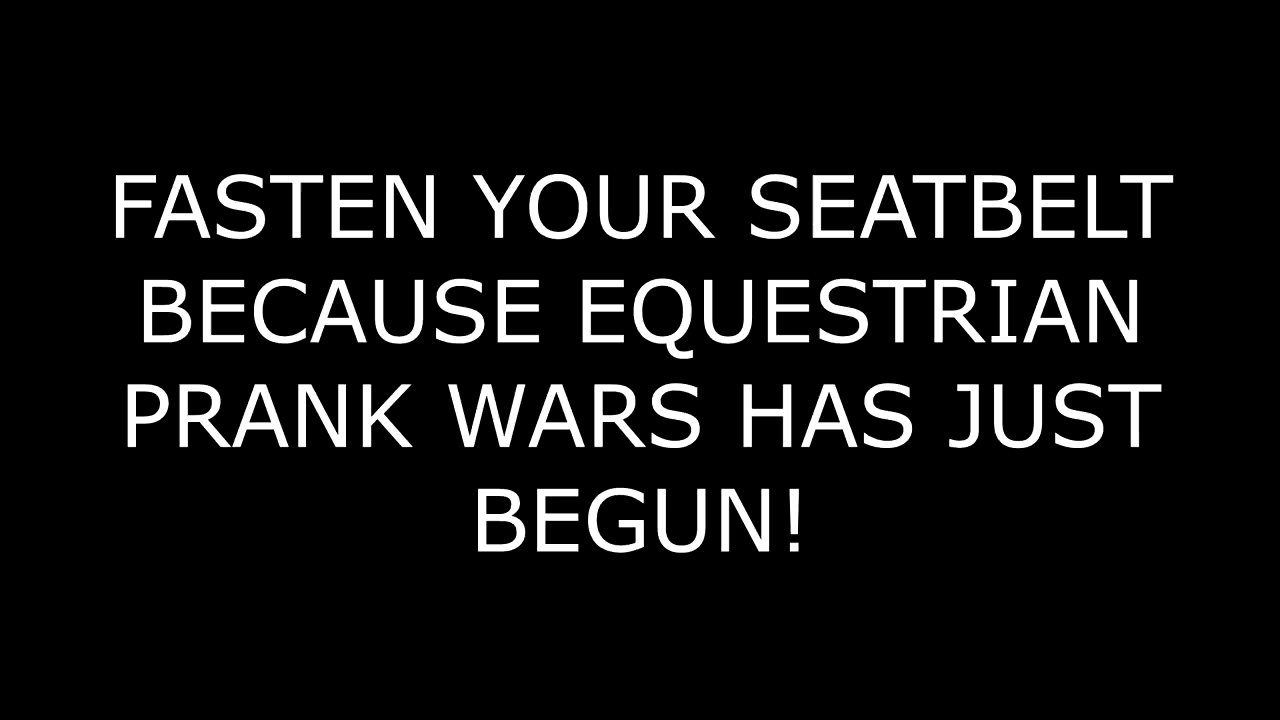 FASTEN YOUR SEATBELT
BECAUSE EQUESTRIAN
PRANK WARS HAS JUST
BEGUN!